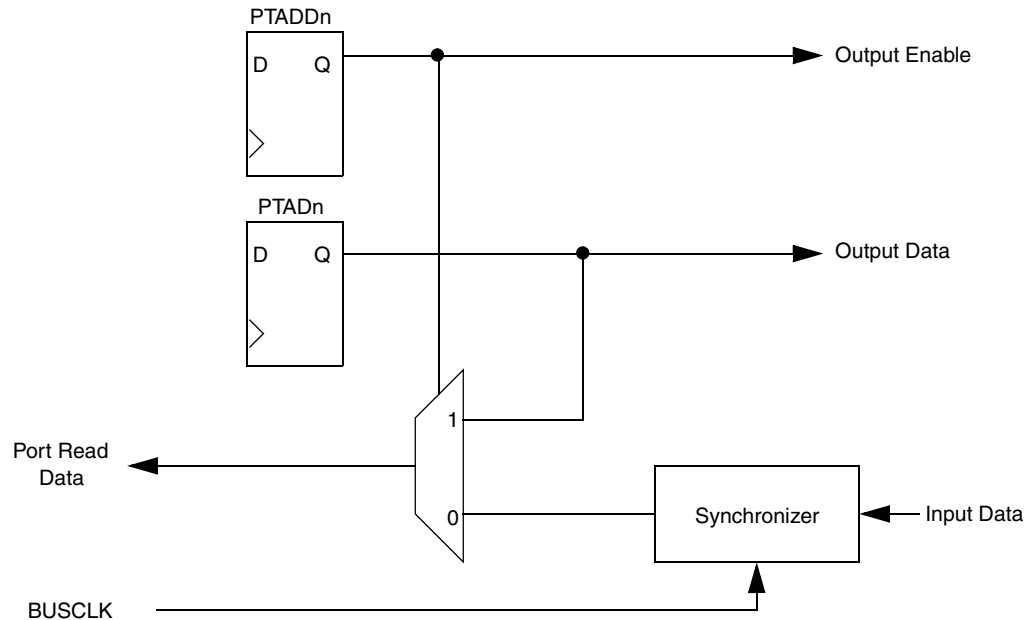 PTADDn
D Q
Output Enable
PTADn
D Q
Output Data
1
Port Read
Data
0
Synchronizer
Input Data
BUSCLK